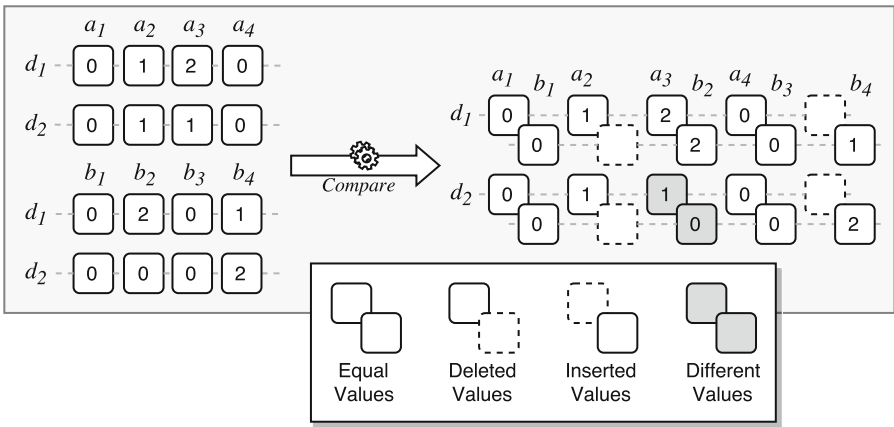 a1 a2 a3 a4
d1 0 1 2 0
d2 0 1 1 0
b1 b2 b3 b4
d1 0 2 0 1
d2 0 0 0 2
Compare
a1 b1 a2 a3 b2 a4 b3 b4
d1 0 1 2 0
0 2 0 1
d2 0 1 1 0
0 0 0 2
Equal Values
Deleted Values
Inserted Values
Different Values